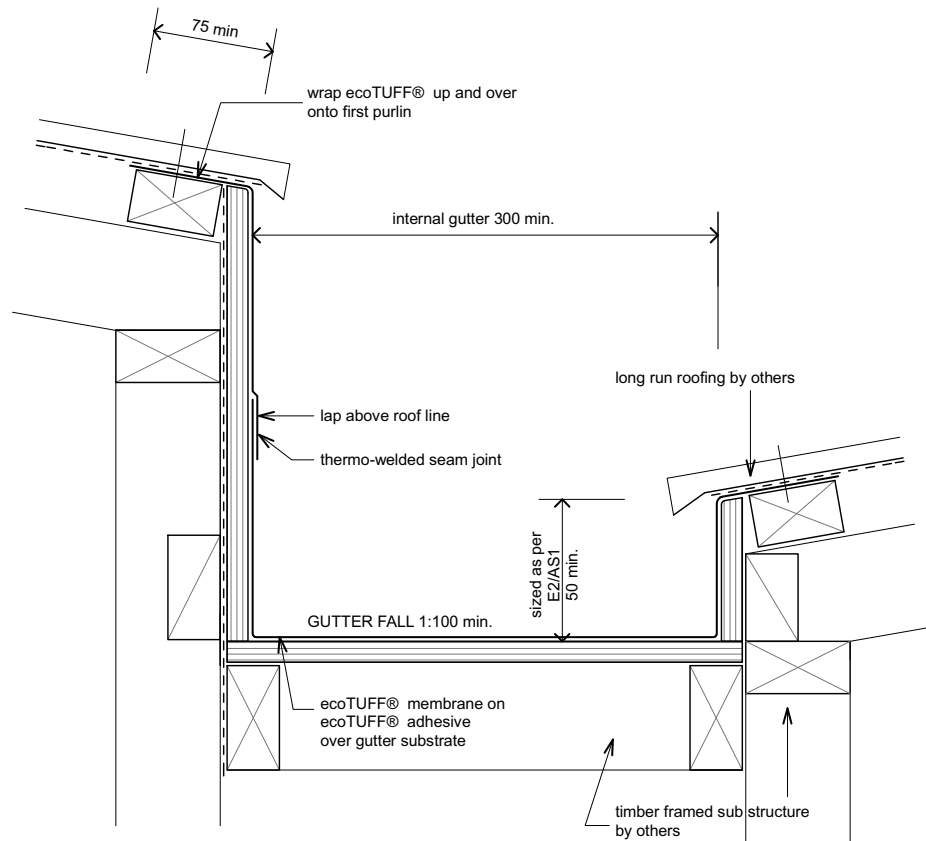 75 min
wrap ecoTUFF® up and over
onto first purlin
internal gutter 300 min.
long run roofing by others
lap above roof line
thermo-welded seam joint
sized as per
E2/AS1
50 min.
GUTTER FALL 1:100 min.
ecoTUFF® membrane on
ecoTUFF® adhesive
over gutter substrate
timber framed sub structure
by others